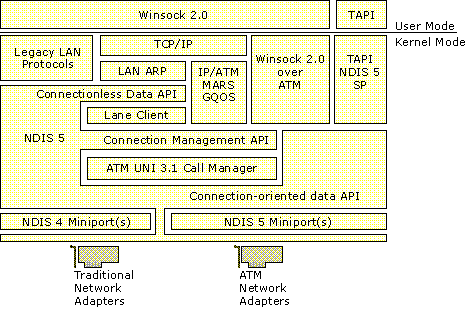 Winsock 2.0
TAPI
User Mode
Kernel Mode
Legacy LAN
Protocols
TCP/IP
LAN ARP
IP/ATM
MARS
GQOS
Winsock 2.0
over
ATM
TAPI
NDIS 5
SP
Connectionless Data API
Lane Client
NDIS 5
Connection Management API
ATM UNI 3.1 Call Manager
Connection-oriented data API
NDIS 4 Miniport(s)
NDIS 5 Miniport(s)
Traditional
Network
Adapters
ATM
Network
Adapters